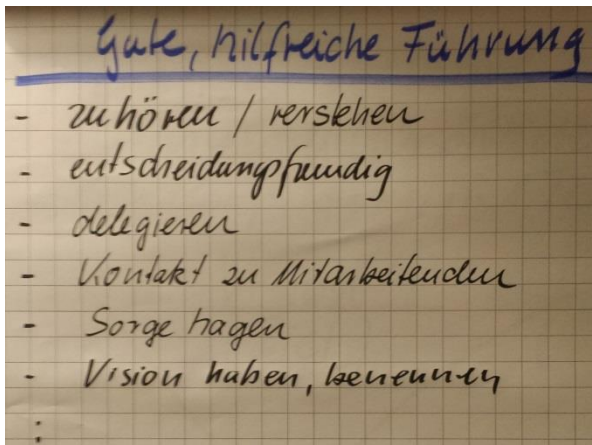 Gute, hilfreiche Führung
- zuhören / verstehen
- entscheidungsfreudig
- delegieren
- Kontakt zu Mitarbeitenden
- Sorge tragen
- Vision haben, benennen
: